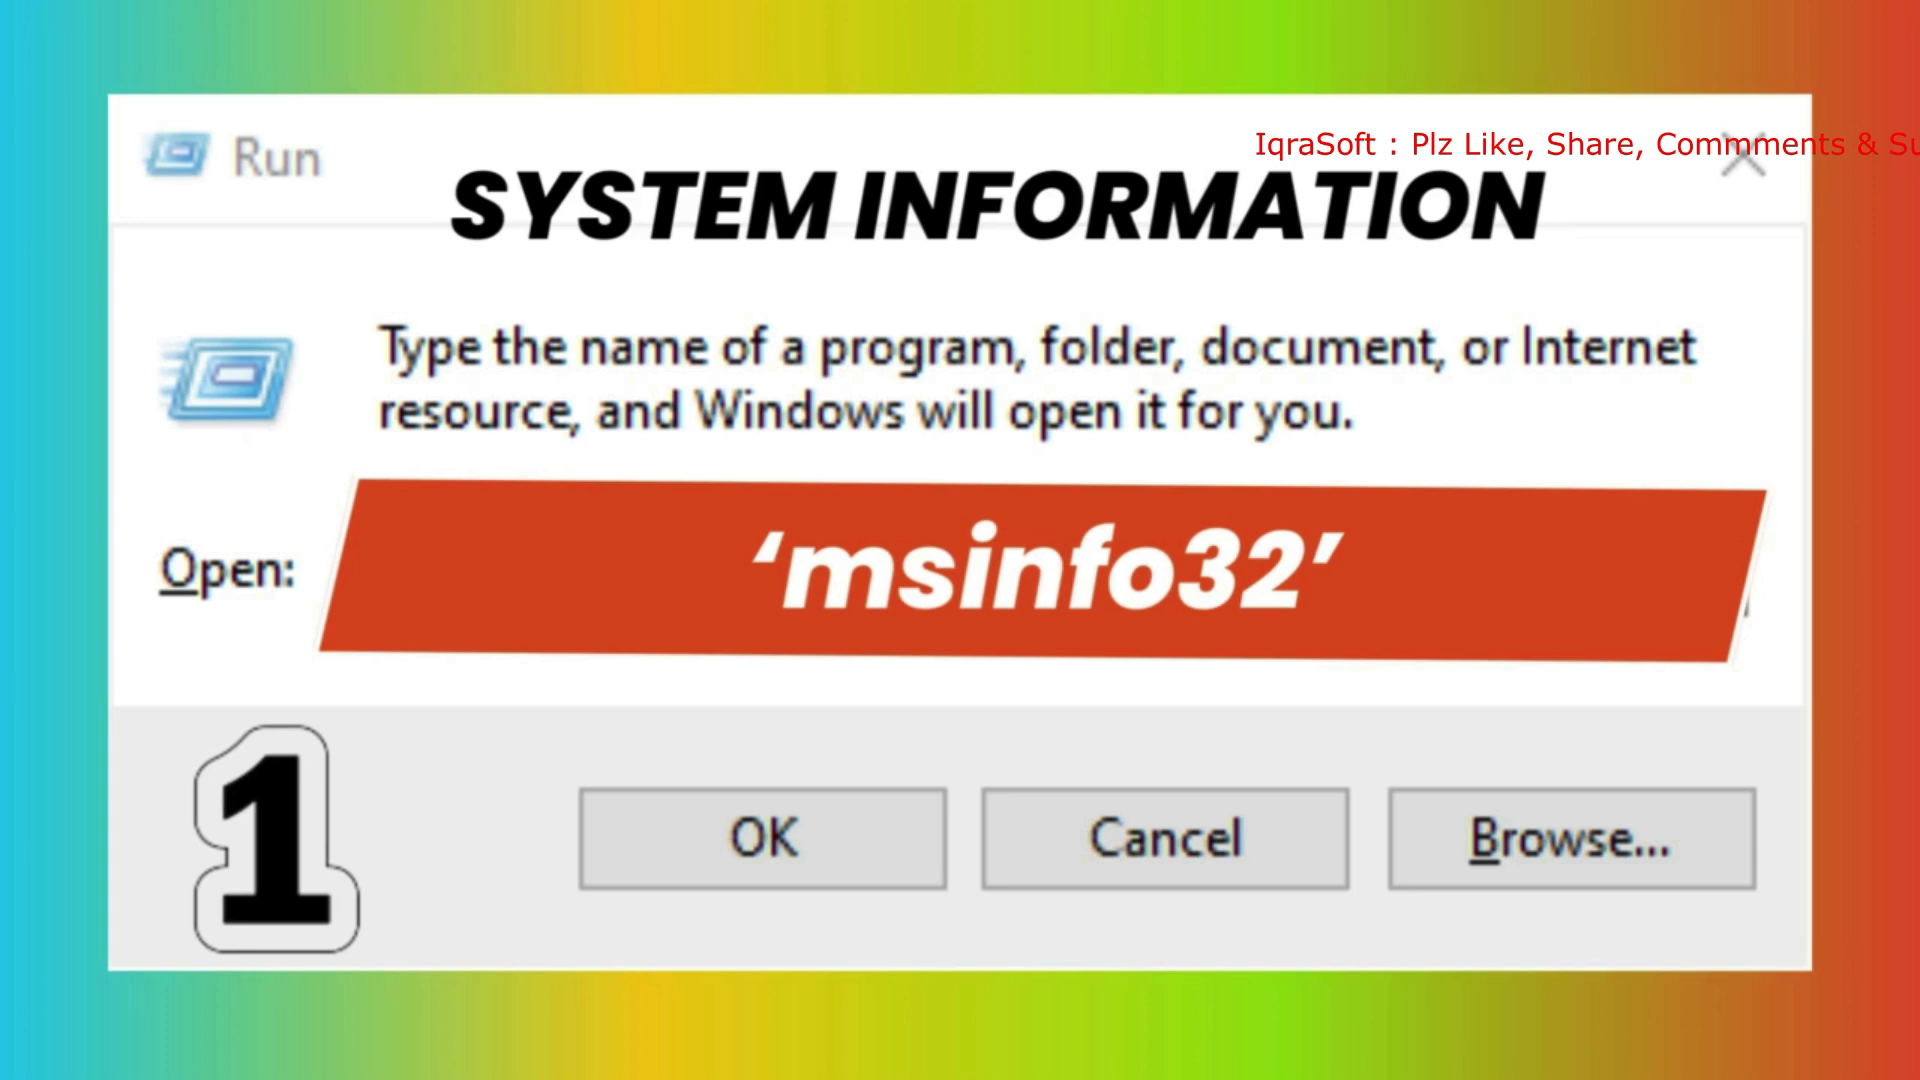 Run
IqraSoft : Plz Like, Share, Commments & Su
SYSTEM INFORMATION
Type the name of a program, folder, document, or Internet
resource, and Windows will open it for you.
Open:
‘msinfo32’
1
OK
Cancel
Browse...